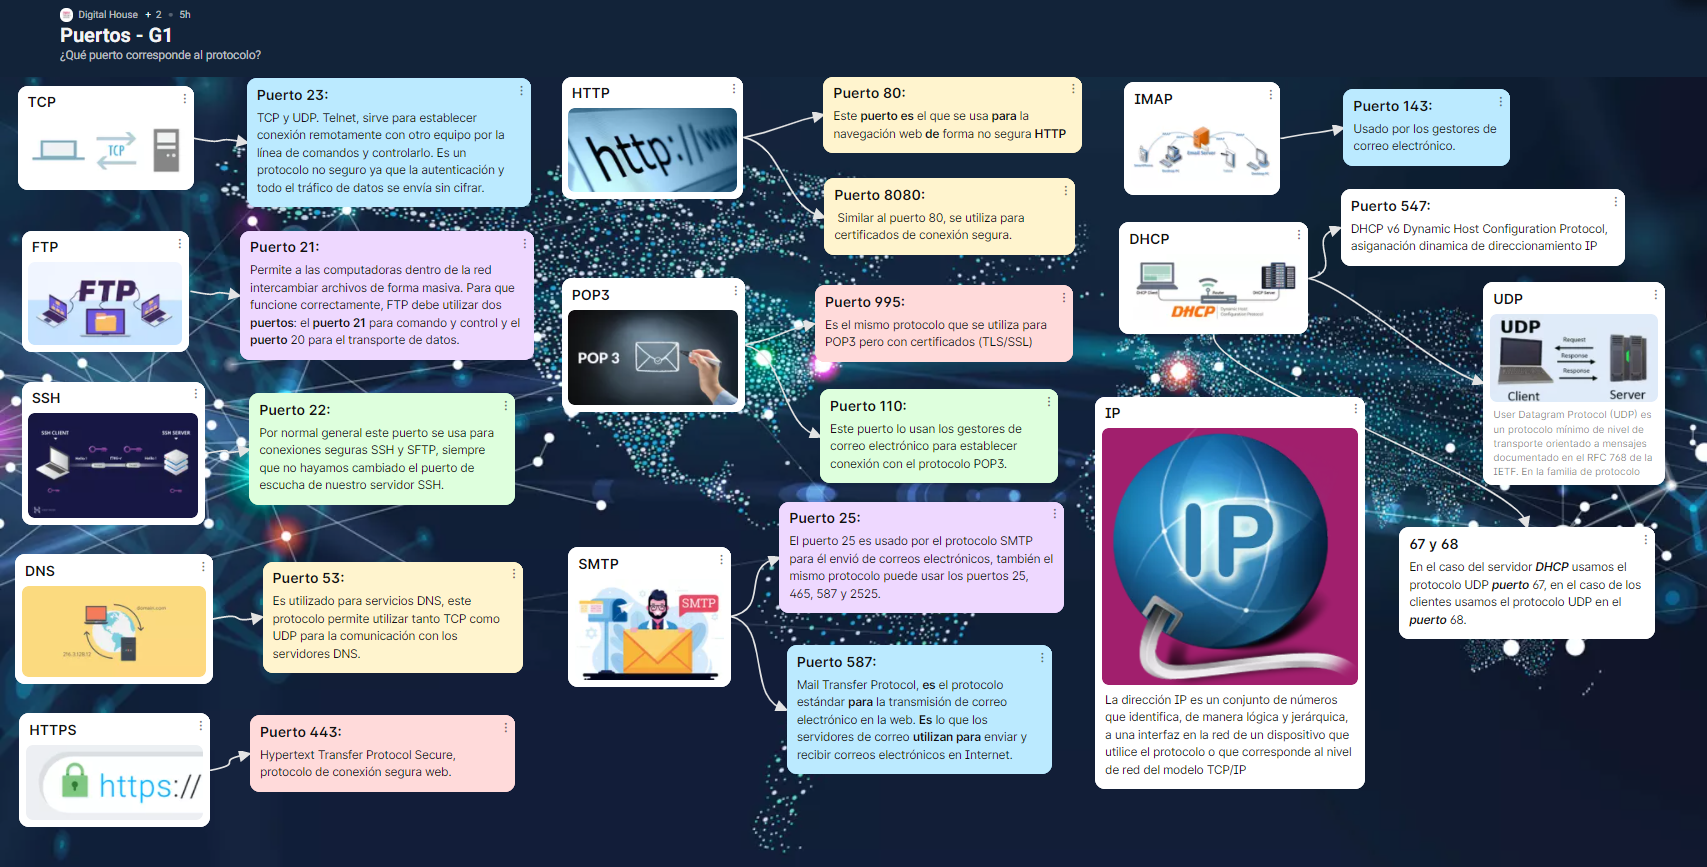 Digital House + 2 • 5h
Puertos - G1
¿Qué puerto corresponde al protocolo?
TCP
TCP
Puerto 23:
TCP y UDP. Telnet, sirve para establecer
conexión remotamente con otro equipo por la
línea de comandos y controlarlo. Es un
protocolo no seguro ya que la autenticación y
todo el tráfico de datos se envía sin cifrar.
FTP
FTP
Puerto 21:
Permite a las computadoras dentro de la red
intercambiar archivos de forma masiva. Para que
funcione correctamente, FTP debe utilizar dos
puertos: el puerto 21 para comando y control y el
puerto 20 para el transporte de datos.
SSH
SSH CLIENT
SSH SERVER
Puerto 22:
Por normal general este puerto se usa para
conexiones seguras SSH y SFTP, siempre
que no hayamos cambiado el puerto de
escucha de nuestro servidor SSH.
DNS
domain.com
216.3.128.12
Puerto 53:
Es utilizado para servicios DNS, este
protocolo permite utilizar tanto TCP como
UDP para la comunicación con los
servidores DNS.
HTTPS
https://
Puerto 443:
Hypertext Transfer Protocol Secure,
protocolo de conexión segura web.
HTTP
http://www
Puerto 80:
Este puerto es el que se usa para la
navegación web de forma no segura HTTP
Puerto 8080:
Similar al puerto 80, se utiliza para
certificados de conexión segura.
POP3
POP 3
Puerto 995:
Es el mismo protocolo que se utiliza para
POP3 pero con certificados (TLS/SSL)
Puerto 110:
Este puerto lo usan los gestores de
correo electrónico para establecer
conexión con el protocolo POP3.
SMTP
SMTP
Puerto 25:
El puerto 25 es usado por el protocolo SMTP
para él envió de correos electrónicos, también el
mismo protocolo puede usar los puertos 25,
465, 587 y 2525.
Puerto 587:
Mail Transfer Protocol, es el protocolo
estándar para la transmisión de correo
electrónico en la web. Es lo que los
servidores de correo utilizan para enviar y
recibir correos electrónicos en Internet.
IMAP
Email Server
Puerto 143:
Usado por los gestores de
correo electrónico.
DHCP
DHCP Client
Router
DHCP Server
DHCP
Dynamic Host
Configuration Protocol
Puerto 547:
DHCP v6 Dynamic Host Configuration Protocol,
asiganación dinamica de direccionamiento IP
UDP
UDP
Request
Response
Response
Client
Server
User Datagram Protocol (UDP) es
un protocolo mínimo de nivel de
transporte orientado a mensajes
documentado en el RFC 768 de la
IETF. En la familia de protocolo
67 y 68
En el caso del servidor DHCP usamos el
protocolo UDP puerto 67, en el caso de los
clientes usamos el protocolo UDP en el
puerto 68.
IP
IP
La dirección IP es un conjunto de números
que identifica, de manera lógica y jerárquica,
a una interfaz en la red de un dispositivo que
utilice el protocolo o que corresponde al nivel
de red del modelo TCP/IP